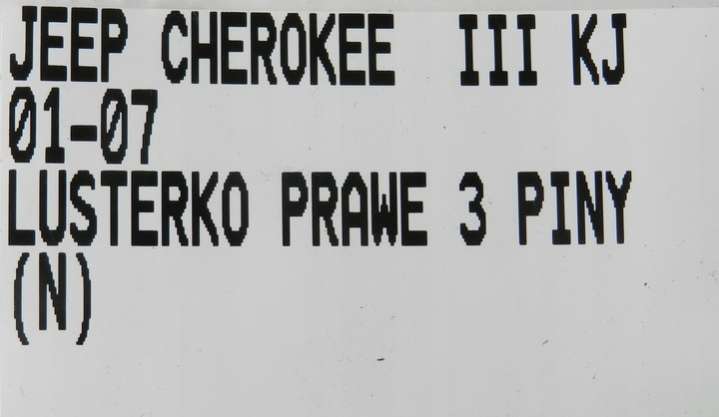 JEEP CHEROKEE III KJ
01-07
LUSTERKO PRAWE 3 PINY
(N)